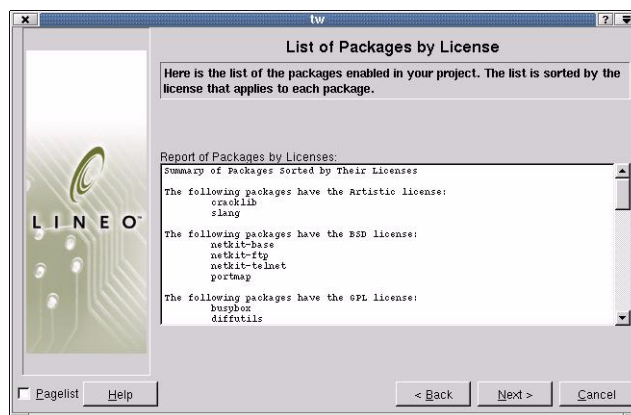 tw
List of Packages by License
Here is the list of the packages enabled in your project. The list is sorted by the
license that applies to each package.
Report of Packages by Licenses:
Summary of Packages Sorted by Their Licenses
The following packages have the Artistic license:
cracklib
slang
The following packages have the BSD license:
netkit-base
netkit-ftp
netkit-telnet
portmap
The following packages have the GPL license:
busybox
diffutils
LINEO™
Pagelist
Help
< Back
Next >
Cancel